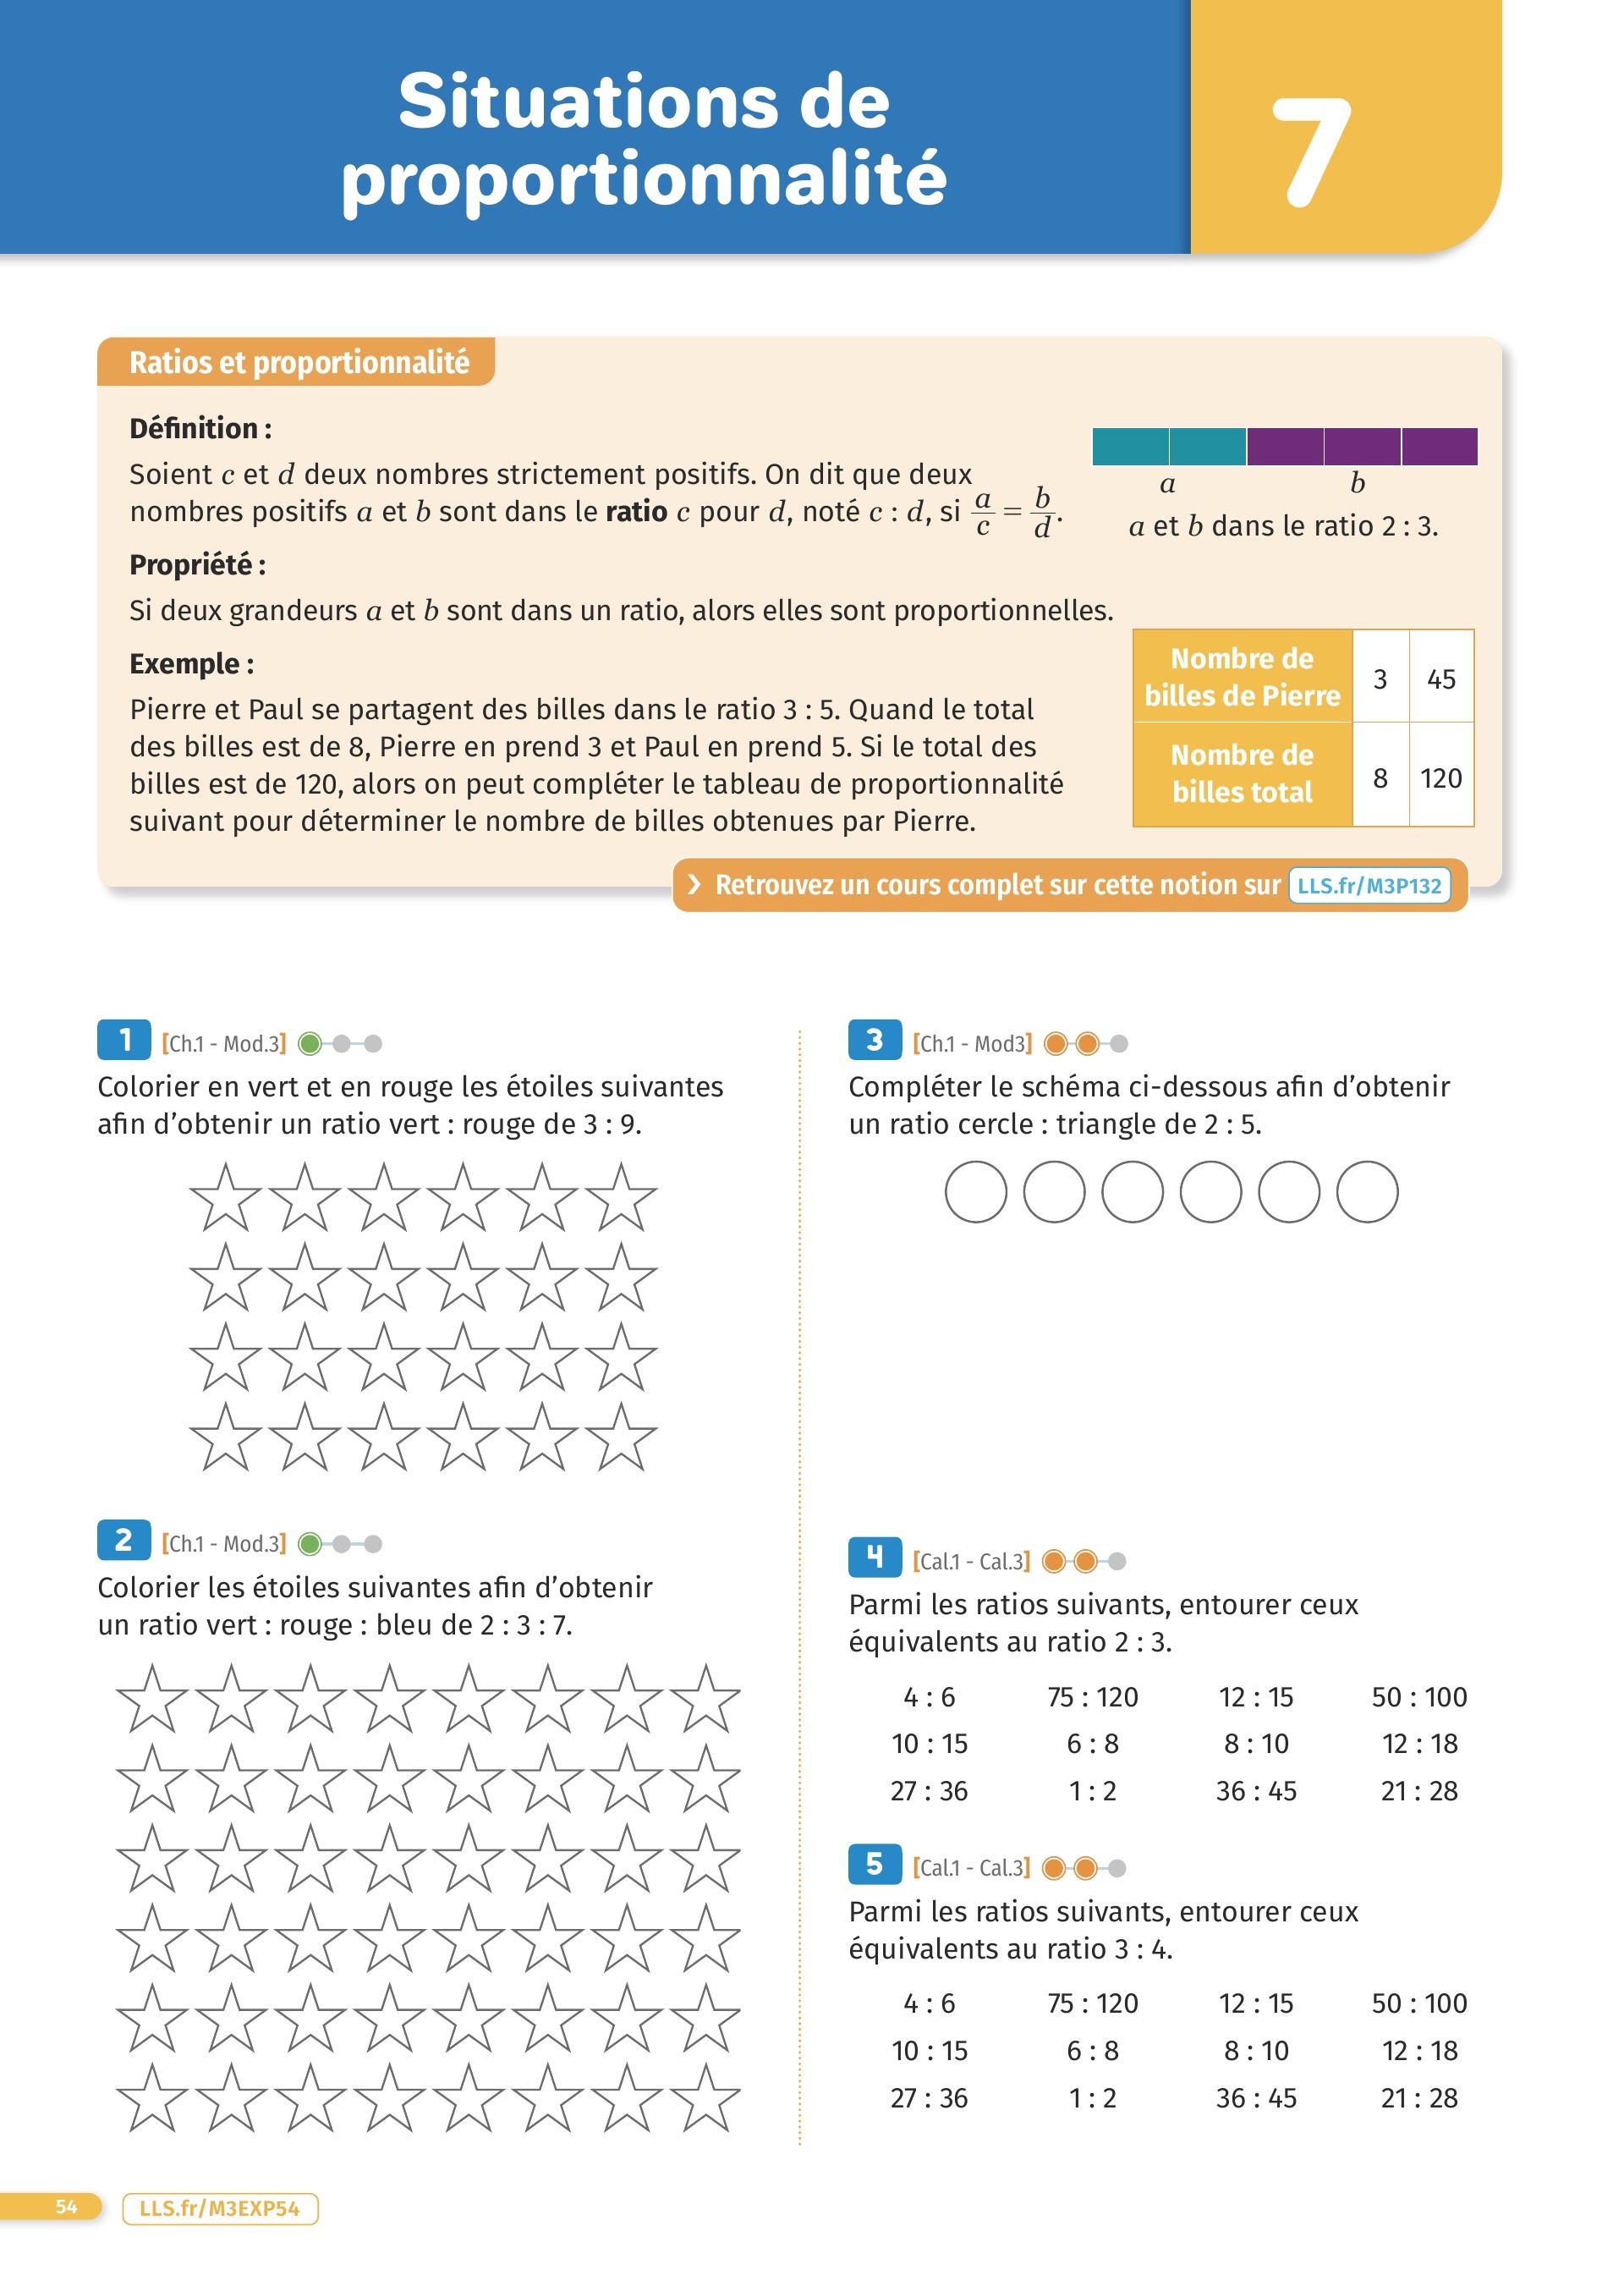 Situations de
proportionnalité
7
Ratios et proportionnalité
Définition :
Soient c et d deux nombres strictement positifs. On dit que deux
nombres positifs a et b sont dans le ratio c pour d, noté c : d, si a/c = b/d.
a b
a et b dans le ratio 2 : 3.
Propriété :
Si deux grandeurs a et b sont dans un ratio, alors elles sont proportionnelles.
Exemple :
Pierre et Paul se partagent des billes dans le ratio 3 : 5. Quand le total
des billes est de 8, Pierre en prend 3 et Paul en prend 5. Si le total des
billes est de 120, alors on peut compléter le tableau de proportionnalité
suivant pour déterminer le nombre de billes obtenues par Pierre.
Nombre de
billes de Pierre 3 45
Nombre de
billes total 8 120
❯ Retrouvez un cours complet sur cette notion sur LLS.fr/M3P132
1 [Ch.1 - Mod.3]
Colorier en vert et en rouge les étoiles suivantes
afin d’obtenir un ratio vert : rouge de 3 : 9.
2 [Ch.1 - Mod.3]
Colorier les étoiles suivantes afin d’obtenir
un ratio vert : rouge : bleu de 2 : 3 : 7.
3 [Ch.1 - Mod3]
Compléter le schéma ci-dessous afin d’obtenir
un ratio cercle : triangle de 2 : 5.
4 [Cal.1 - Cal.3]
Parmi les ratios suivants, entourer ceux
équivalents au ratio 2 : 3.
4 : 6 75 : 120 12 : 15 50 : 100
10 : 15 6 : 8 8 : 10 12 : 18
27 : 36 1 : 2 36 : 45 21 : 28
5 [Cal.1 - Cal.3]
Parmi les ratios suivants, entourer ceux
équivalents au ratio 3 : 4.
4 : 6 75 : 120 12 : 15 50 : 100
10 : 15 6 : 8 8 : 10 12 : 18
27 : 36 1 : 2 36 : 45 21 : 28
54 LLS.fr/M3EXP54